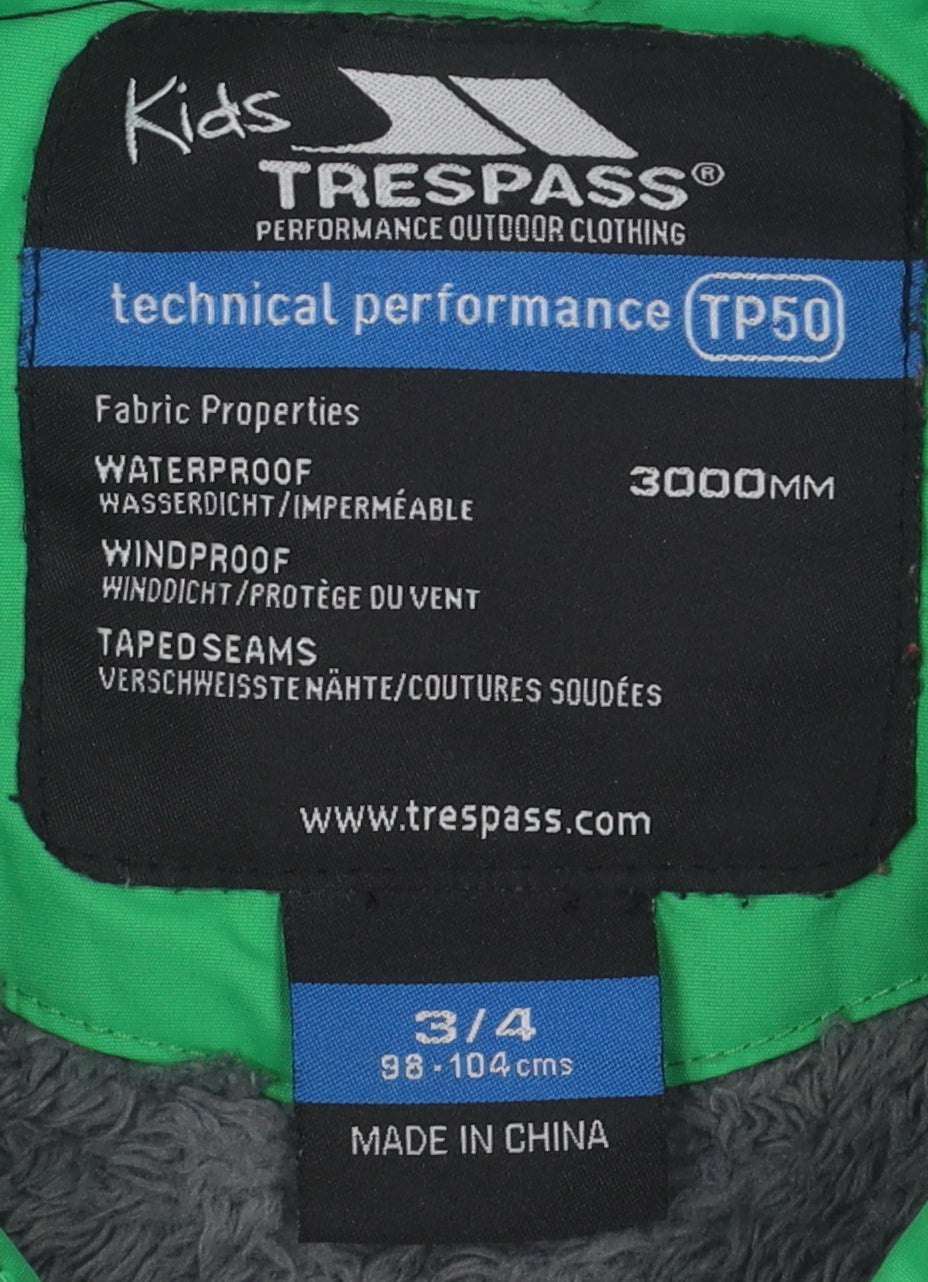 Kids
TRESPASS®
PERFORMANCE OUTDOOR CLOTHING
technical performance TP50
Fabric Properties
WATERPROOF 3000MM
WASSERDICHT/IMPERMÉABLE
WINDPROOF
WINDDICHT/PROTÈGE DU VENT
TAPED SEAMS
VERSCHWEISSTE NÄHTE/COUTURES SOUDÉES
www.trespass.com
3/4
98-104cms
MADE IN CHINA